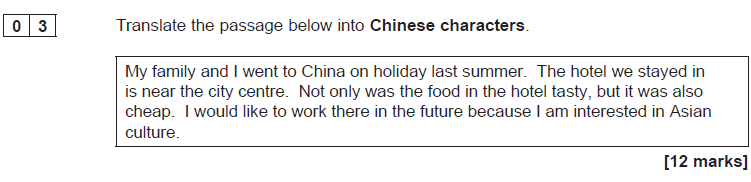 0 3 Translate the passage below into Chinese characters.
My family and I went to China on holiday last summer. The hotel we stayed in
is near the city centre. Not only was the food in the hotel tasty, but it was also
cheap. I would like to work there in the future because I am interested in Asian
culture.
[12 marks]